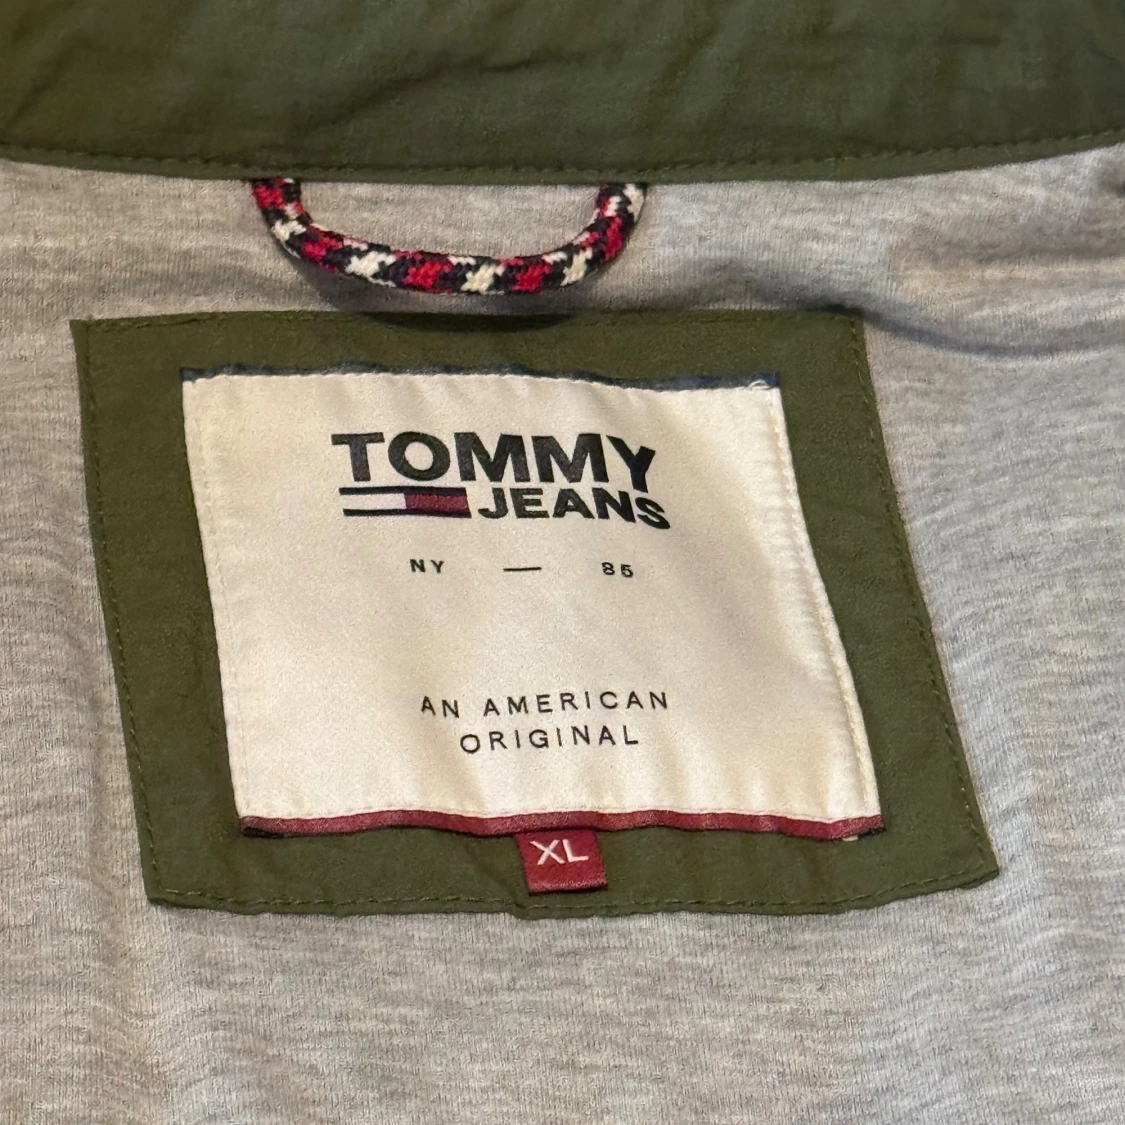 TOMMY
JEANS
NY — 85
AN AMERICAN
ORIGINAL
XL